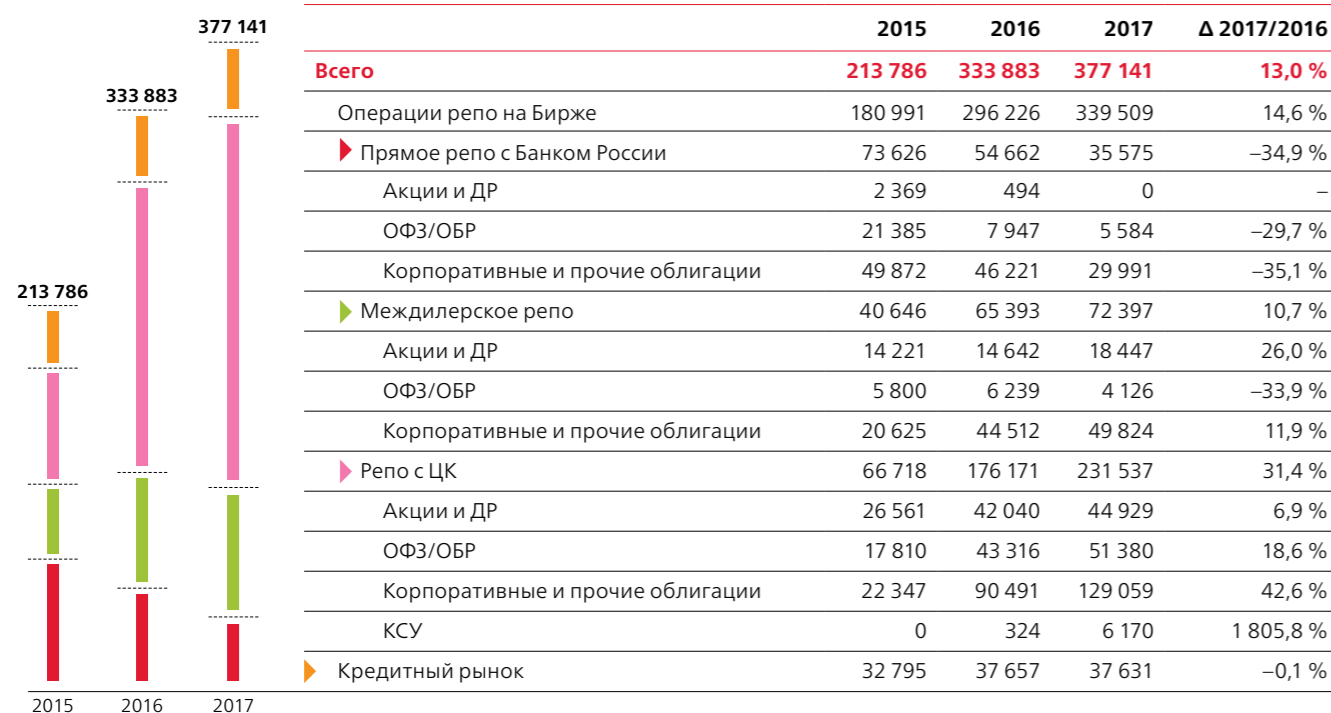 377 141
333 883
213 786
2015 2016 2017
2015 2016 2017 Δ 2017/2016
Всего 213 786 333 883 377 141 13,0 %
Операции репо на Бирже 180 991 296 226 339 509 14,6 %
Прямое репо с Банком России 73 626 54 662 35 575 –34,9 %
Акции и ДР 2 369 494 0 –
ОФЗ/ОБР 21 385 7 947 5 584 –29,7 %
Корпоративные и прочие облигации 49 872 46 221 29 991 –35,1 %
Междилерское репо 40 646 65 393 72 397 10,7 %
Акции и ДР 14 221 14 642 18 447 26,0 %
ОФЗ/ОБР 5 800 6 239 4 126 –33,9 %
Корпоративные и прочие облигации 20 625 44 512 49 824 11,9 %
Репо с ЦК 66 718 176 171 231 537 31,4 %
Акции и ДР 26 561 42 040 44 929 6,9 %
ОФЗ/ОБР 17 810 43 316 51 380 18,6 %
Корпоративные и прочие облигации 22 347 90 491 129 059 42,6 %
КСУ 0 324 6 170 1 805,8 %
Кредитный рынок 32 795 37 657 37 631 –0,1 %